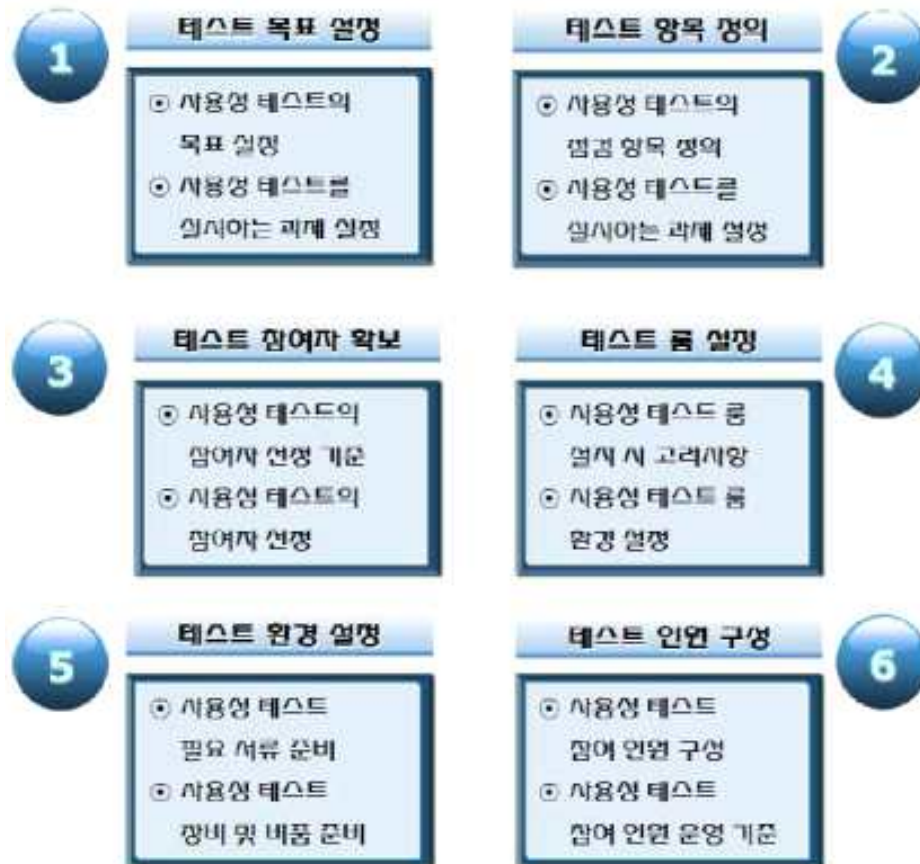 1
테스트 목표 설정
⊙ 사용성 테스트의
목표 설정
⊙ 사용성 테스트를
실시하는 과제 설정
테스트 항목 정의
2
⊙ 사용성 테스트의
점검 항목 정의
⊙ 사용성 테스트를
실시하는 과제 설정
3
테스트 참여자 확보
⊙ 사용성 테스트의
참여자 선정 기준
⊙ 사용성 테스트의
참여자 선정
테스트 룸 설정
4
⊙ 사용성 테스트 룸
설치 시 고려사항
⊙ 사용성 테스트 룸
환경 설정
5
테스트 환경 설정
⊙ 사용성 테스트
필요 서류 준비
⊙ 사용성 테스트
장비 및 비품 준비
테스트 인원 구성
6
⊙ 사용성 테스트
참여 인원 구성
⊙ 사용성 테스트
참여 인원 운영 기준